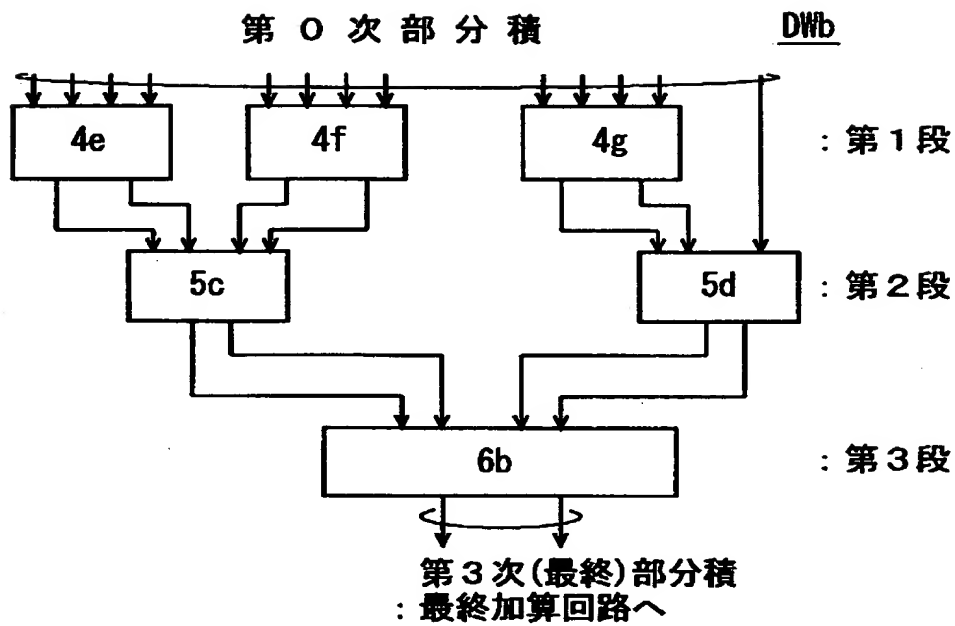 第０次部分積 DWb
4e 4f 4g :第１段
5c 5d :第２段
6b :第３段
第３次(最終)部分積
:最終加算回路へ